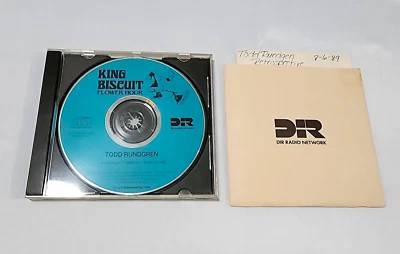 KING
BISCUIT
FLOWER HOUR
DIR
TODD RUNDGREN
Todd Rundgren
Retrospective
8-6-89
DIR
DIR RADIO NETWORK